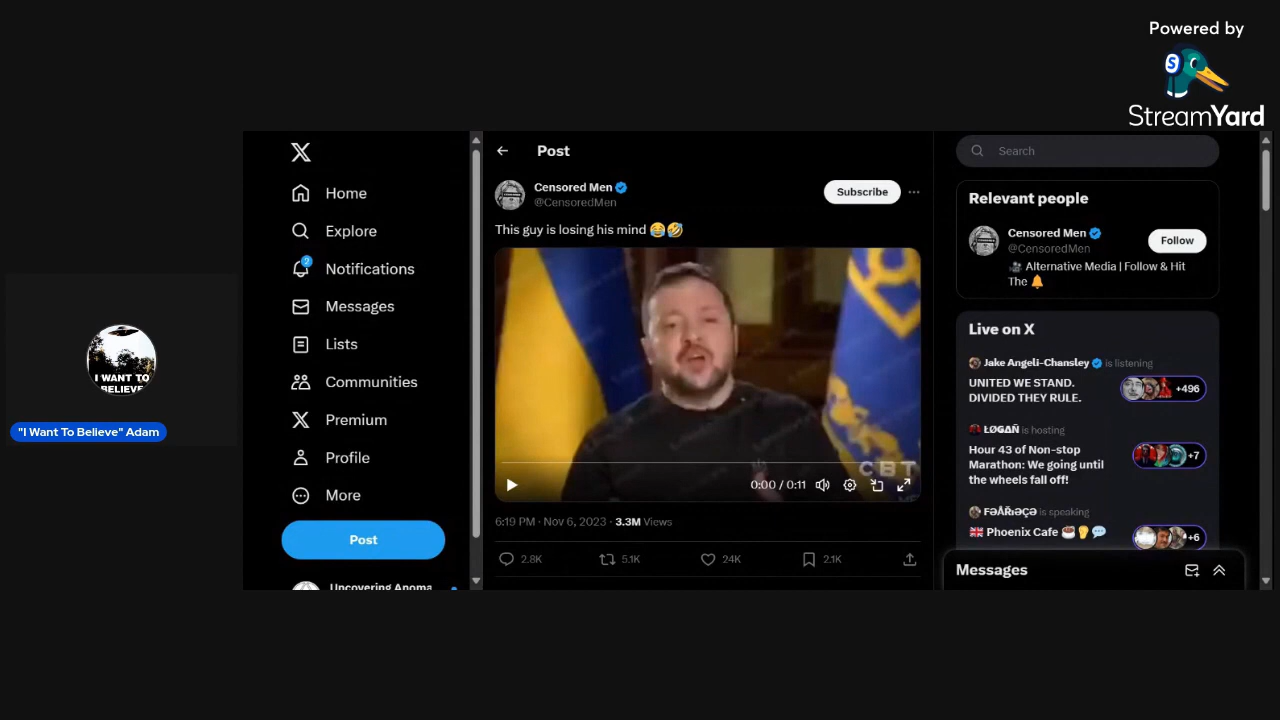 Powered by
StreamYard
I WANT TO
BELIEVE
"I Want To Believe" Adam
Home
Explore
2
Notifications
Messages
Lists
Communities
Premium
Profile
More
Post
Uncovering Anoma
Post
Censored Men
@CensoredMen
Subscribe
This guy is losing his mind 😂🤣
CBT
0:00 / 0:11
6:19 PM · Nov 6, 2023 · 3.3M Views
2.8K 5.1K 24K 2.1K
Search
Relevant people
Censored Men
@CensoredMen
Follow
🎥 Alternative Media | Follow & Hit
The 🔔
Live on X
Jake Angeli-Chansley is listening
UNITED WE STAND.
DIVIDED THEY RULE.
+496
is hosting
Hour 43 of Non-stop
Marathon: We going until
the wheels fall off!
+7
is speaking
🇬🇧 Phoenix Cafe ☕💡💬
+6
Messages